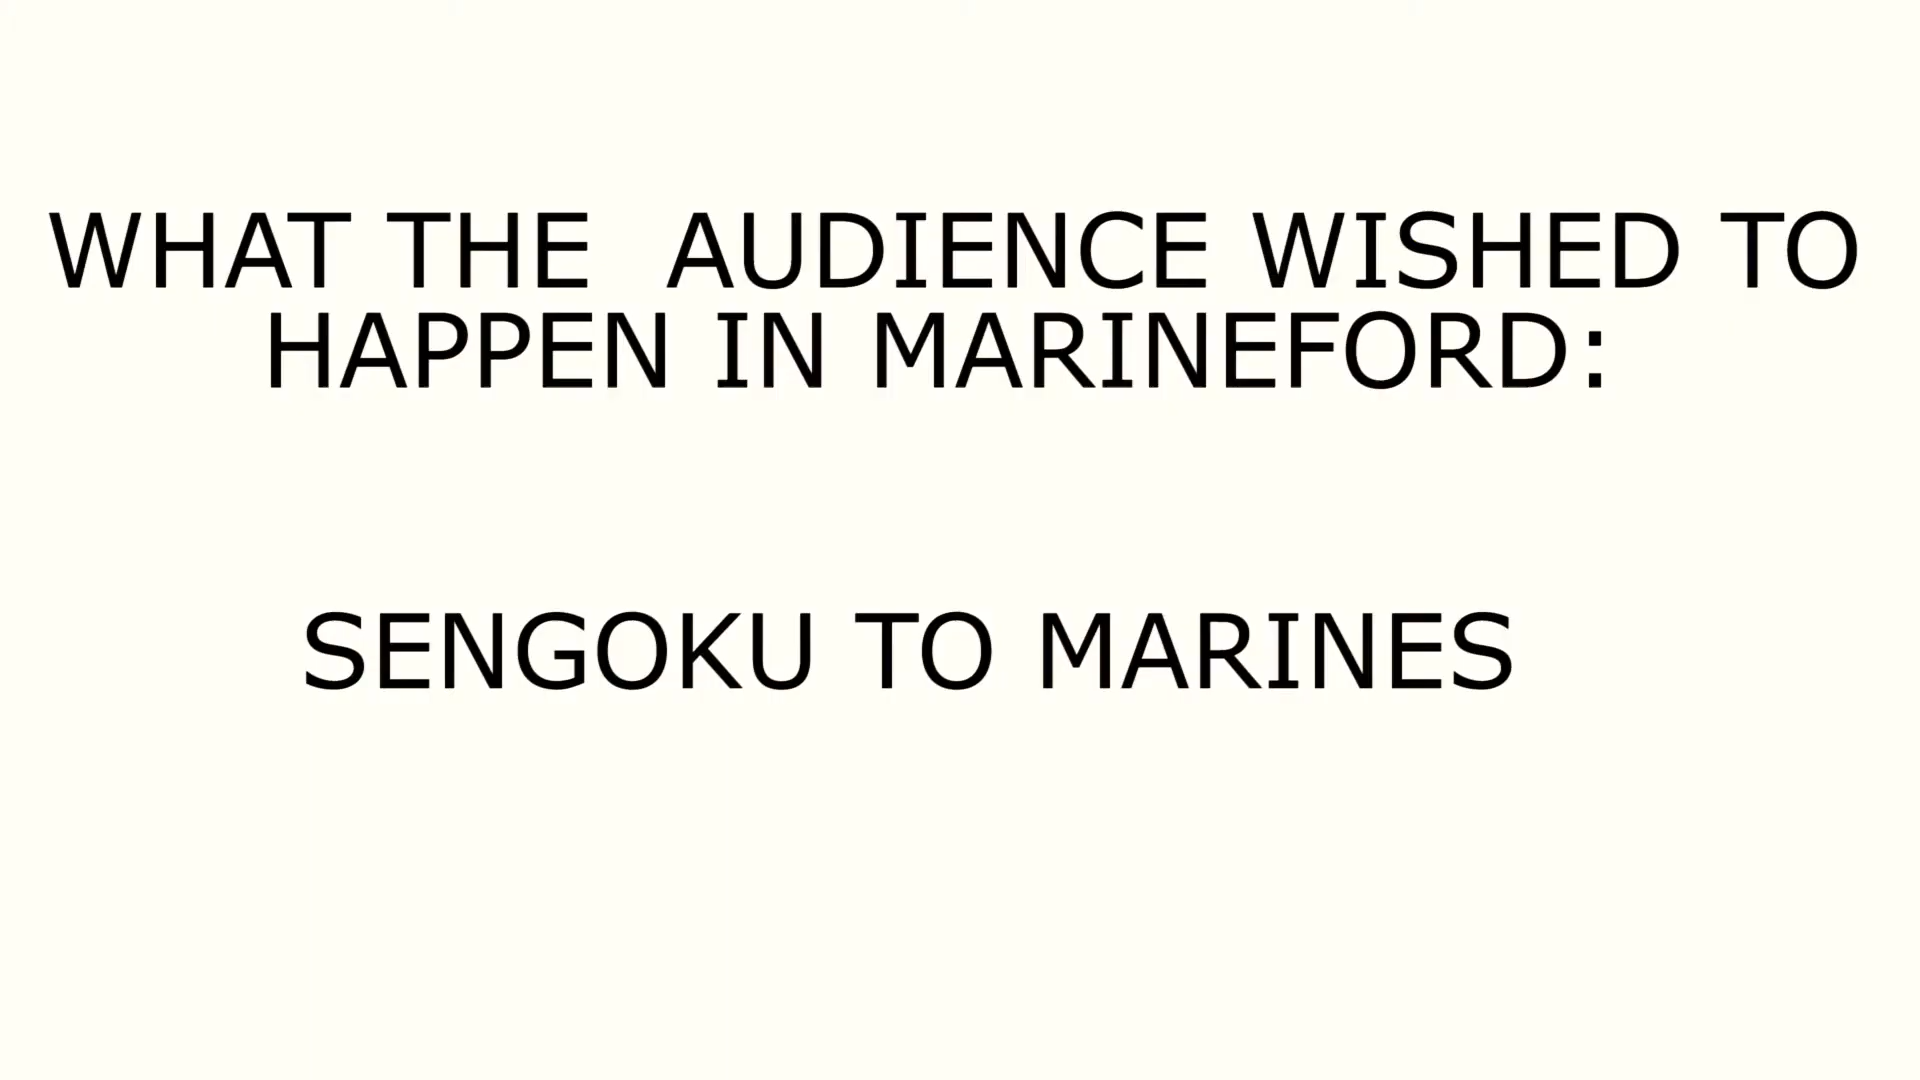 WHAT THE  AUDIENCE WISHED TO
HAPPEN IN MARINEFORD:
SENGOKU TO MARINES